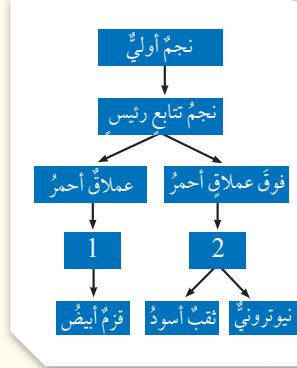 نجمٌ أوليٌّ
نجمُ تتابعٍ رئيسٍ
فوقَ عملاقٍ أحمرُ
عملاقٌ أحمرُ
2
1
نيوترونيٌّ
ثقبٌ أسودُ
قزمٌ أبيضُ